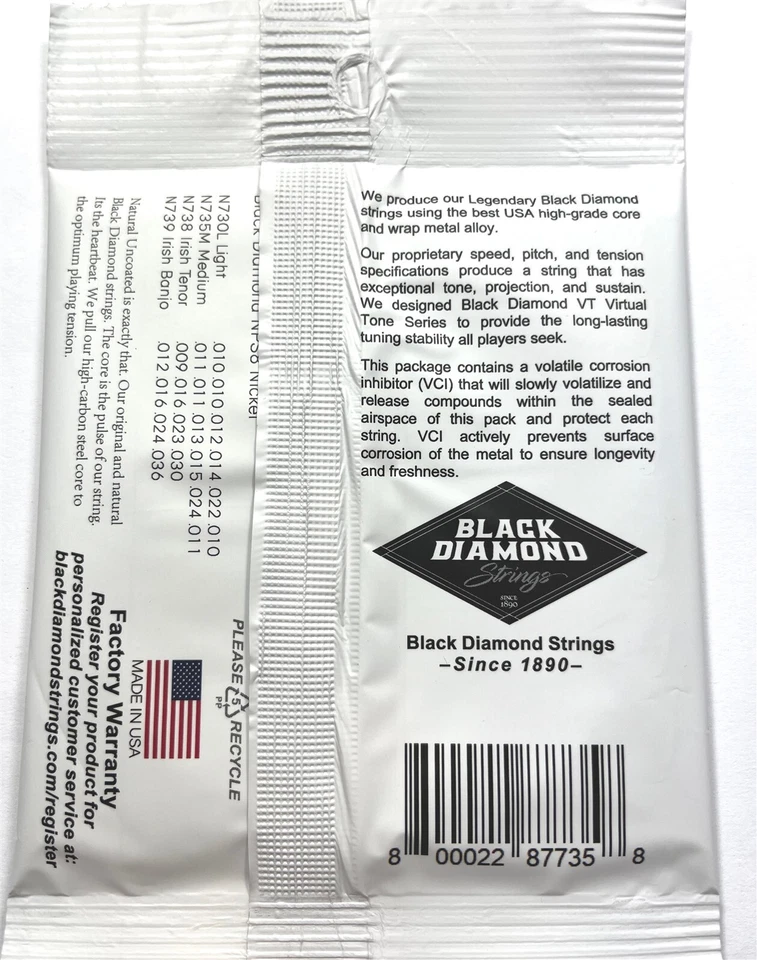 We produce our Legendary Black Diamond
strings using the best USA high-grade core
and wrap metal alloy.
Our proprietary speed, pitch, and tension
specifications produce a string that has
exceptional tone, projection, and sustain.
We designed Black Diamond VT Virtual
Tone Series to provide the long-lasting
tuning stability all players seek.
This package contains a volatile corrosion
inhibitor (VCI) that will slowly volatilize and
release compounds within the sealed
airspace of this pack and protect each
string. VCI actively prevents surface
corrosion of the metal to ensure longevity
and freshness.
BLACK
DIAMOND
Strings
SINCE
1890
Black Diamond Strings
–Since 1890–
8 00022 87735 8
Black Diamond NPS8 Nickel
N730L Light .010 .010 .012 .014 .022 .010
N735M Medium .011 .011 .013 .015 .024 .011
N738 Irish Tenor .009 .016 .023 .030
N739 Irish Banjo .012 .016 .024 .036
Natural Uncoated is exactly that. Our original and natural
Black Diamond strings. The core is the pulse of our string.
Its the heartbeat. We pull our high-carbon steel core to
the optimum playing tension.
PLEASE 5 PP RECYCLE
MADE IN USA
Factory Warranty
Register your product for
personalized customer service at:
blackdiamondstrings.com/register